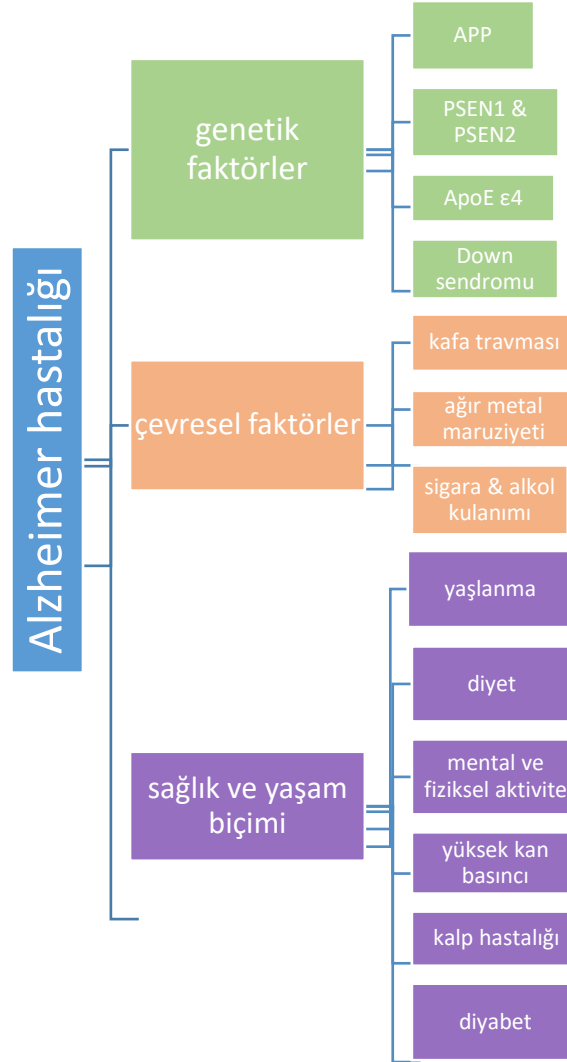 Alzheimer hastalığı
genetik
faktörler
APP
PSEN1 &
PSEN2
ApoE ε4
Down
sendromu
çevresel faktörler
kafa travması
ağır metal
maruziyeti
sigara & alkol
kulanımı
sağlık ve yaşam
biçimi
yaşlanma
diyet
mental ve
fiziksel aktivite
yüksek kan
basıncı
kalp hastalığı
diyabet